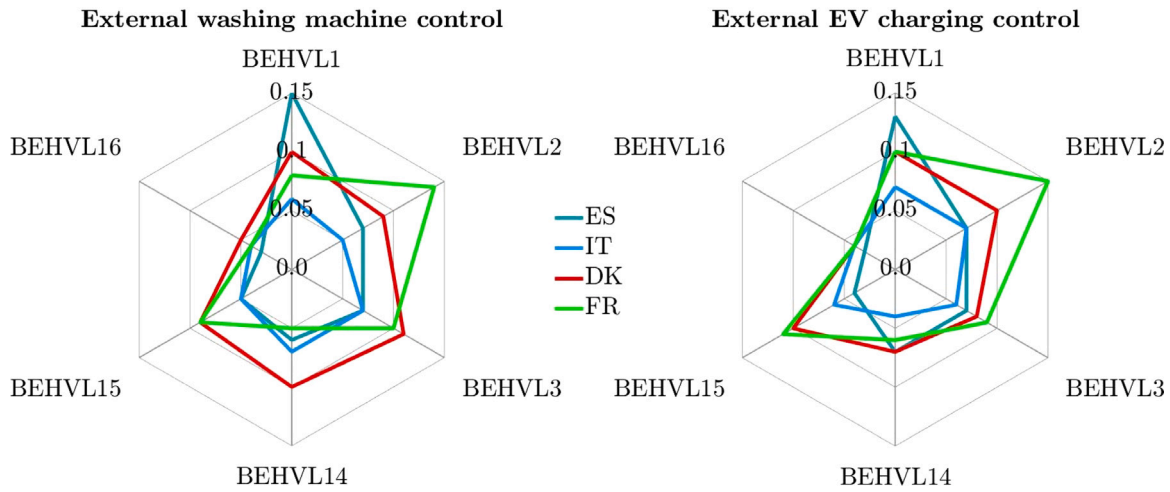 External washing machine control
BEHVL1
0.15
BEHVL16
BEHVL2
0.1
0.05
0.0
BEHVL15
BEHVL3
BEHVL14
ES
IT
DK
FR
External EV charging control
BEHVL1
0.15
BEHVL16
BEHVL2
0.1
0.05
0.0
BEHVL15
BEHVL3
BEHVL14